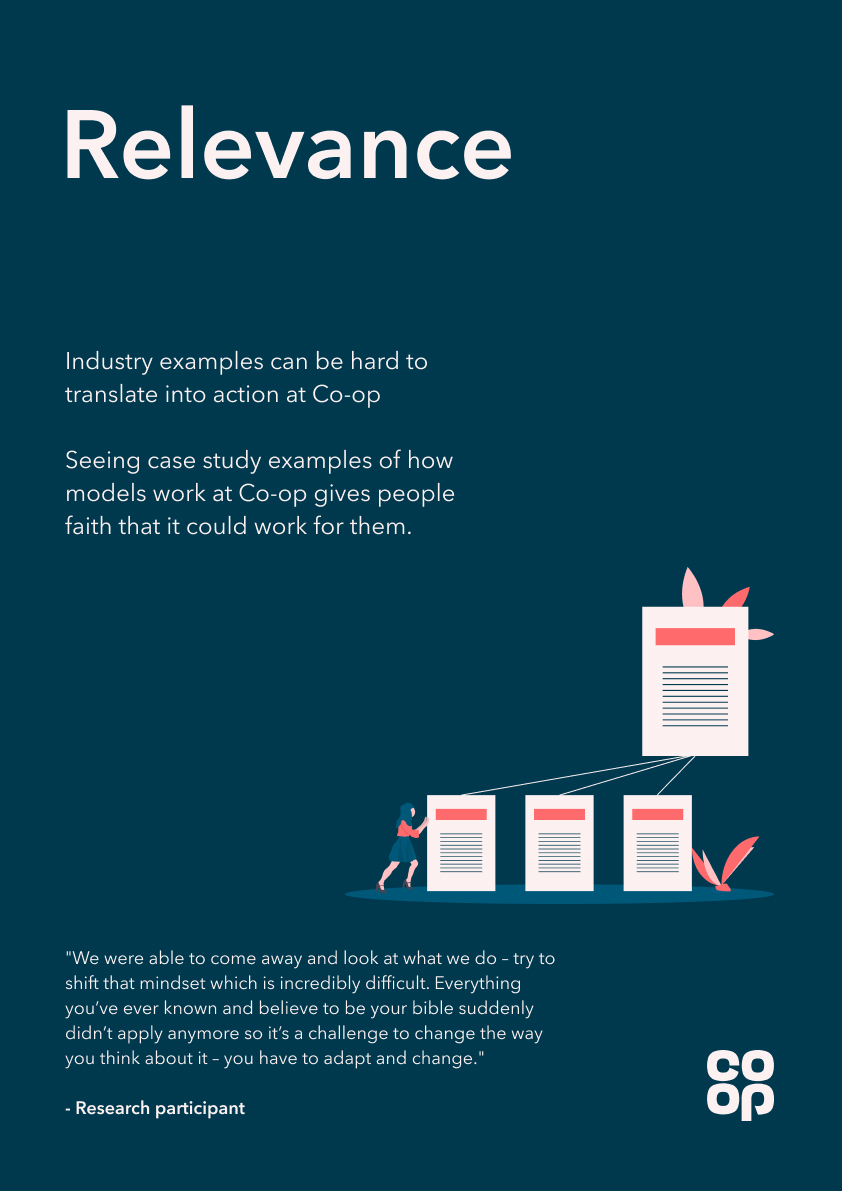 Relevance
Industry examples can be hard to
translate into action at Co-op
Seeing case study examples of how
models work at Co-op gives people
faith that it could work for them.
"We were able to come away and look at what we do – try to
shift that mindset which is incredibly difficult. Everything
you’ve ever known and believe to be your bible suddenly
didn’t apply anymore so it’s a challenge to change the way
you think about it – you have to adapt and change."
- Research participant
co
op